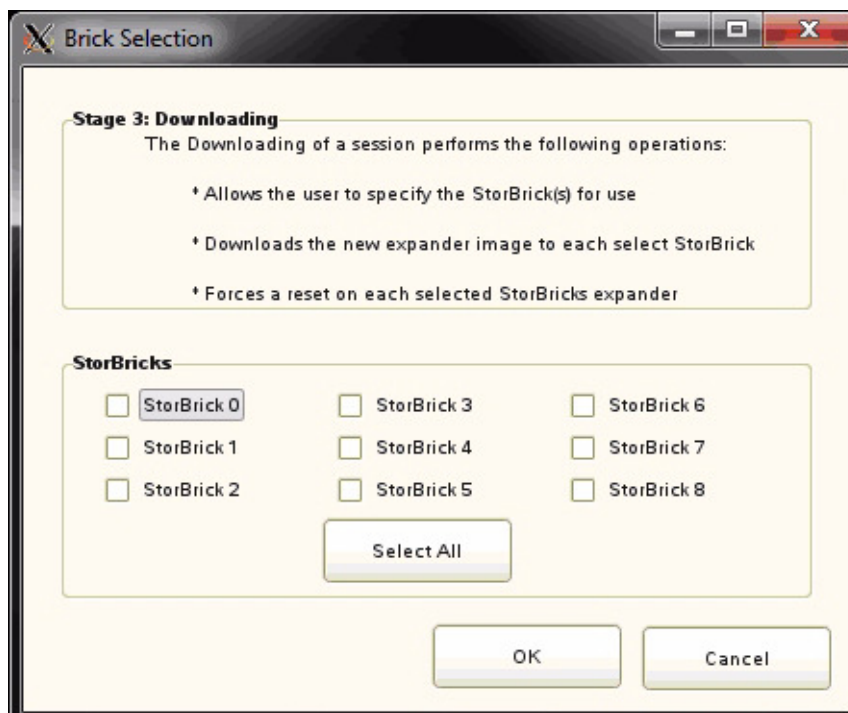 Brick Selection
Stage 3: Downloading
The Downloading of a session performs the following operations:
* Allows the user to specify the StorBrick(s) for use
* Downloads the new expander image to each select StorBrick
* Forces a reset on each selected StorBricks expander
StorBricks
StorBrick 0 StorBrick 3 StorBrick 6
StorBrick 1 StorBrick 4 StorBrick 7
StorBrick 2 StorBrick 5 StorBrick 8
Select All
OK Cancel